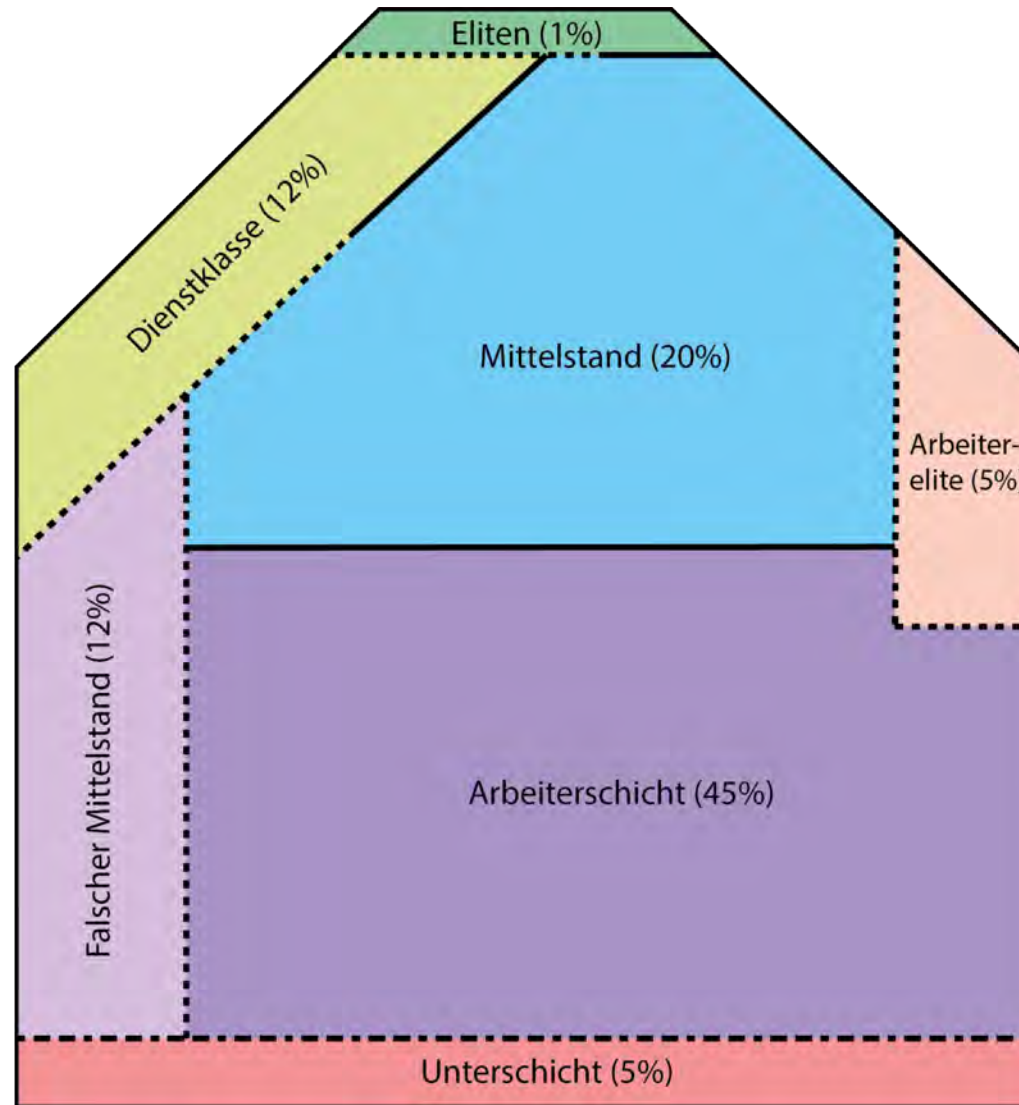 Eliten (1%)
Dienstklasse (12%)
Mittelstand (20%)
Arbeiter-
elite (5%
Falscher Mittelstand (12%)
Arbeiterschicht (45%)
Unterschicht (5%)